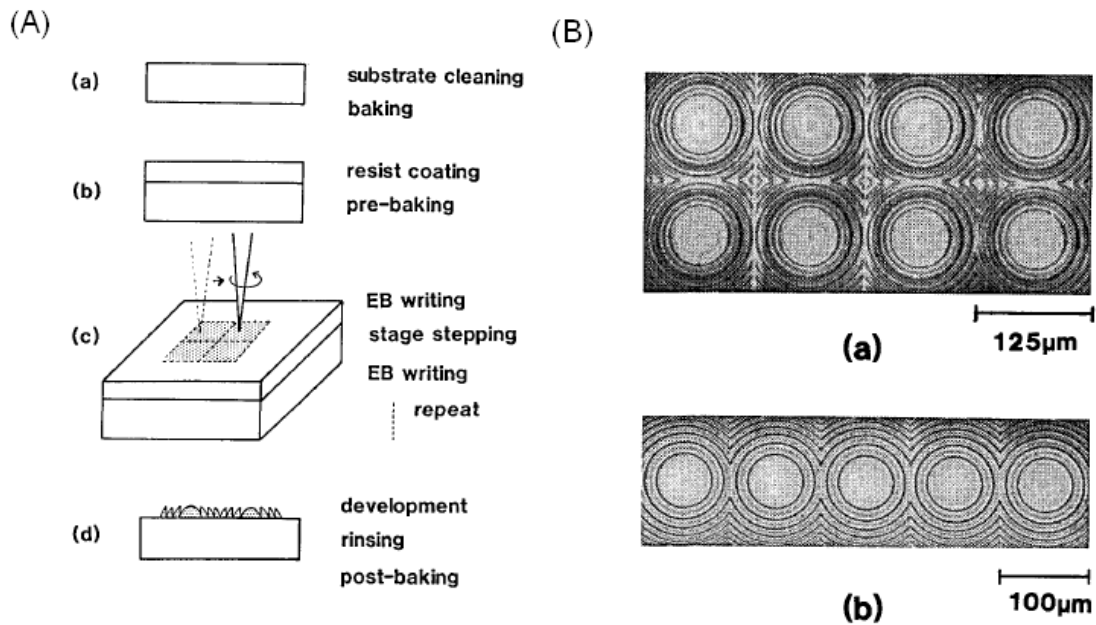 (A)
(a)
substrate cleaning
baking
(b)
resist coating
pre-baking
(c)
EB writing
stage stepping
EB writing
repeat
(d)
development
rinsing
post-baking
(B)
125μm
(a)
100μm
(b)